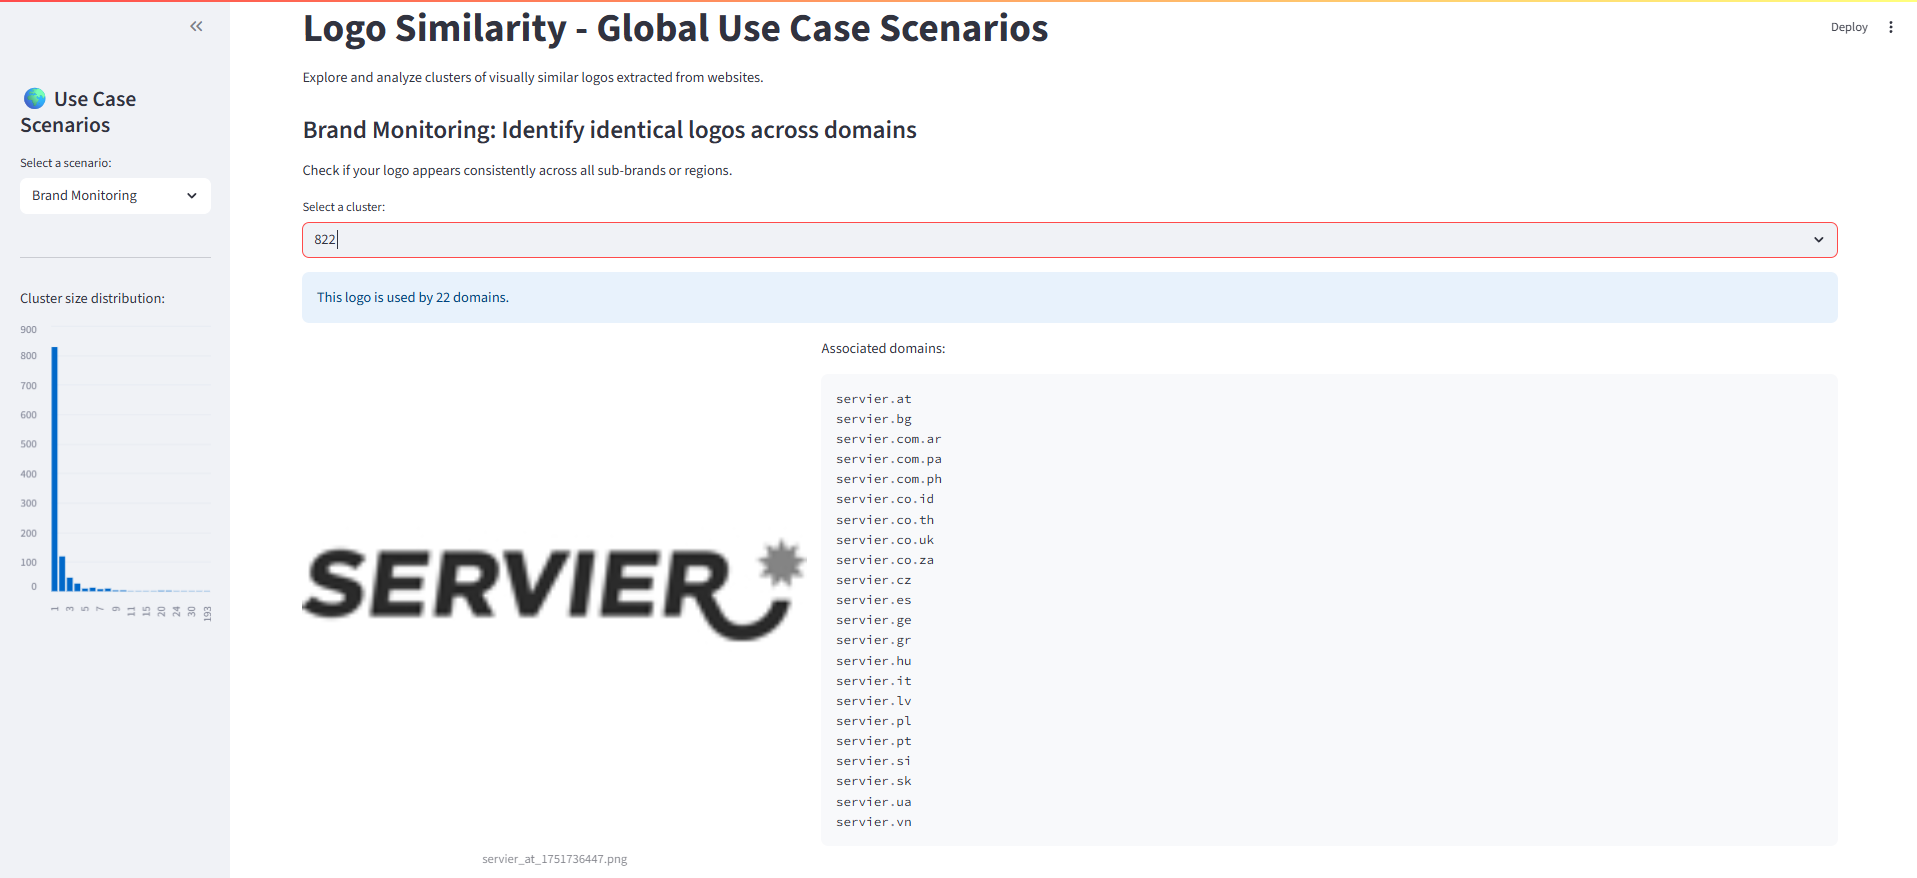 Use Case
Scenarios
Select a scenario:
Brand Monitoring
Cluster size distribution:
900
800
700
600
500
400
300
200
100
0
1
3
5
7
9
11
15
20
24
30
193
Deploy
Logo Similarity - Global Use Case Scenarios
Explore and analyze clusters of visually similar logos extracted from websites.
Brand Monitoring: Identify identical logos across domains
Check if your logo appears consistently across all sub-brands or regions.
Select a cluster:
822
This logo is used by 22 domains.
SERVIER
servier_at_1751736447.png
Associated domains:
servier.at
servier.bg
servier.com.ar
servier.com.pa
servier.com.ph
servier.co.id
servier.co.th
servier.co.uk
servier.co.za
servier.cz
servier.es
servier.ge
servier.gr
servier.hu
servier.it
servier.lv
servier.pl
servier.pt
servier.si
servier.sk
servier.ua
servier.vn